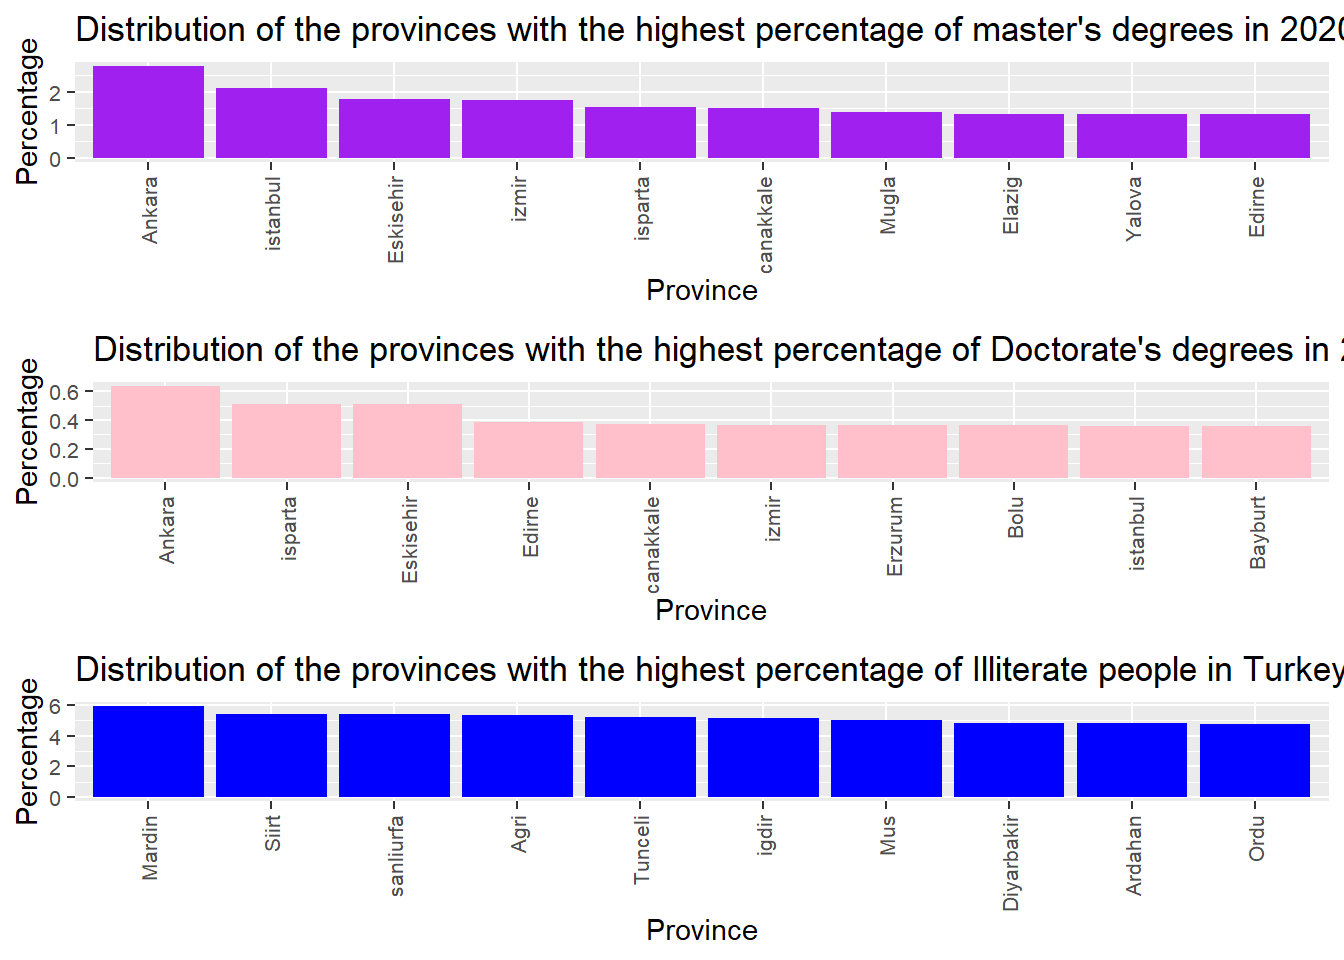 Distribution of the provinces with the highest percentage of master's degrees in 2020
Percentage
2
1
0
Ankara
istanbul
Eskisehir
izmir
isparta
canakkale
Mugla
Elazig
Yalova
Edirne
Province
Distribution of the provinces with the highest percentage of Doctorate's degrees in 2
Percentage
0.6
0.4
0.2
0.0
Ankara
isparta
Eskisehir
Edirne
canakkale
izmir
Erzurum
Bolu
istanbul
Bayburt
Province
Distribution of the provinces with the highest percentage of Illiterate people in Turkey
Percentage
6
4
2
0
Mardin
Siirt
sanliurfa
Agri
Tunceli
igdir
Mus
Diyarbakir
Ardahan
Ordu
Province